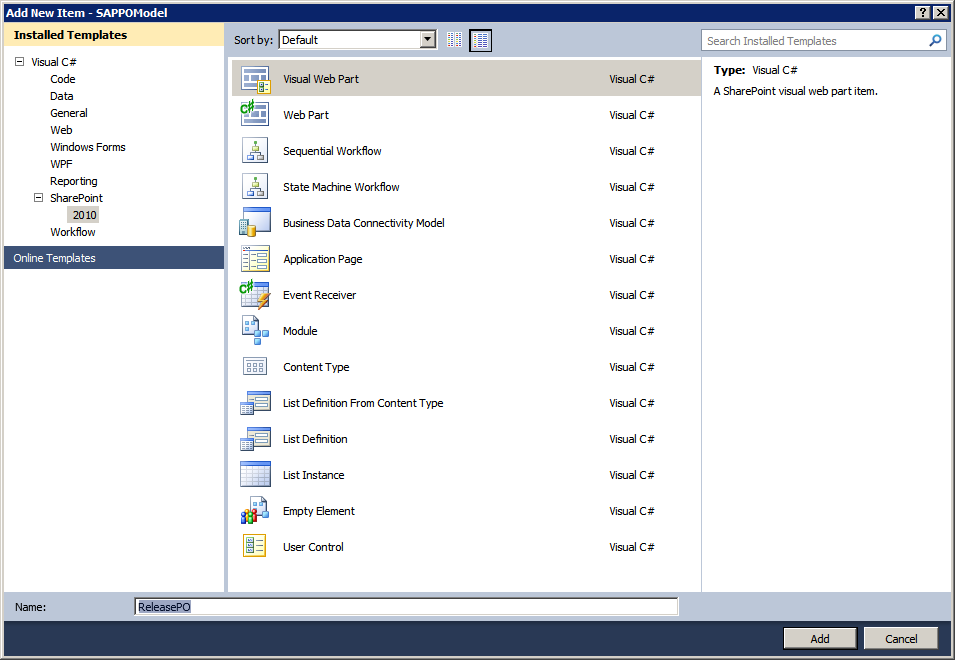 Add New Item - SAPPOModel
Installed Templates
Visual C#
Code
Data
General
Web
Windows Forms
WPF
Reporting
SharePoint
2010
Workflow
Online Templates
Sort by: Default
Visual Web Part Visual C#
Web Part Visual C#
Sequential Workflow Visual C#
State Machine Workflow Visual C#
Business Data Connectivity Model Visual C#
Application Page Visual C#
Event Receiver Visual C#
Module Visual C#
Content Type Visual C#
List Definition From Content Type Visual C#
List Definition Visual C#
List Instance Visual C#
Empty Element Visual C#
User Control Visual C#
Search Installed Templates
Type: Visual C#
A SharePoint visual web part item.
Name: ReleasePO
Add Cancel